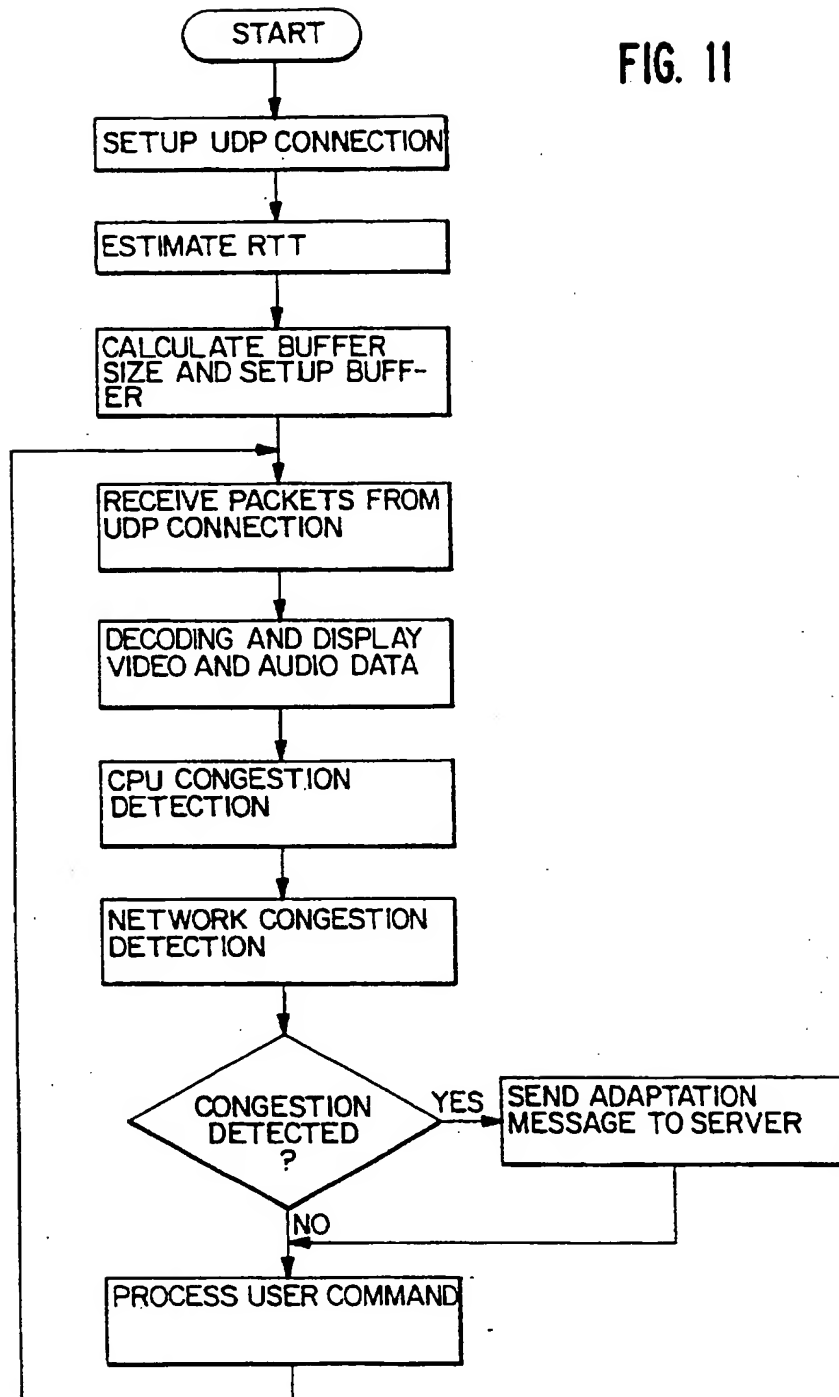 START
FIG. 11
SETUP UDP CONNECTION
ESTIMATE RTT
CALCULATE BUFFER
SIZE AND SETUP BUFF-
ER
RECEIVE PACKETS FROM
UDP CONNECTION
DECODING AND DISPLAY
VIDEO AND AUDIO DATA
CPU CONGESTION
DETECTION
NETWORK CONGESTION
DETECTION
CONGESTION
DETECTED
?
YES
SEND ADAPTATION
MESSAGE TO SERVER
NO
PROCESS USER COMMAND